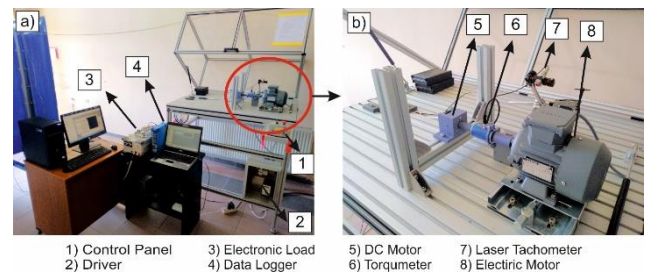 a)
b)
5
6
7
8
3
4
1
2
1) Control Panel
3) Electronic Load
5) DC Motor
7) Laser Tachometer
2) Driver
4) Data Logger
6) Torqumeter
8) Electiric Motor